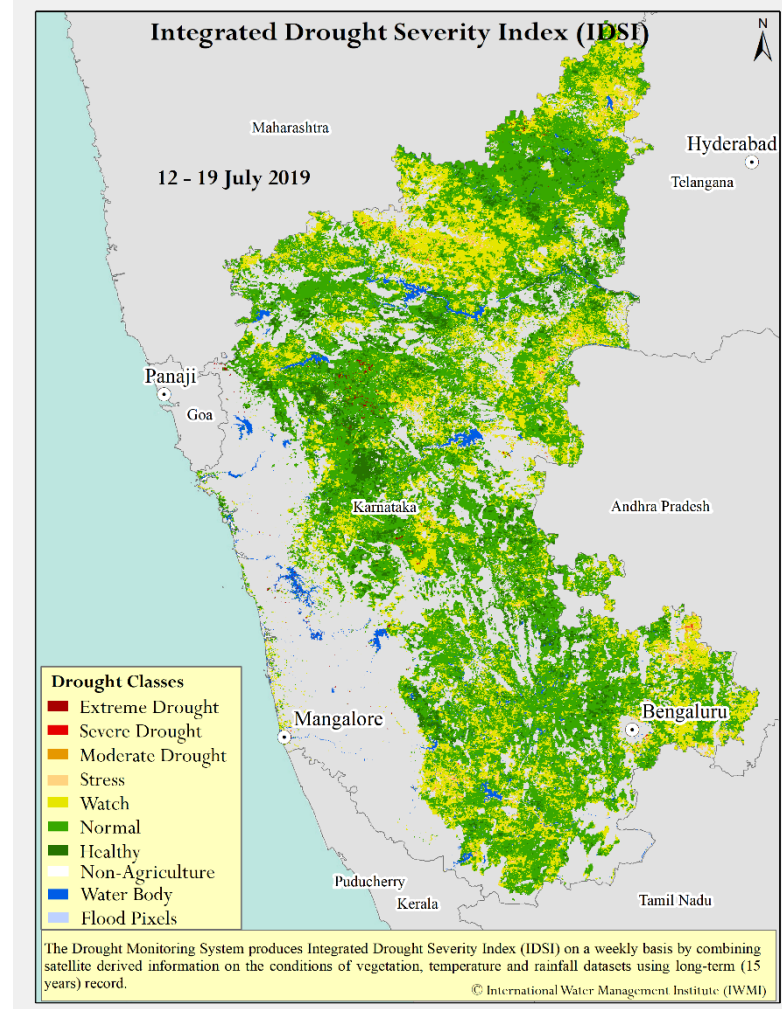 Integrated Drought Severity Index (IDSI)
N
Maharashtra
Hyderabad
12 - 19 July 2019
Telangana
Panaji
Goa
Karnataka
Andhra Pradesh
Drought Classes
Extreme Drought
Severe Drought
Moderate Drought
Stress
Watch
Normal
Healthy
Non-Agriculture
Water Body
Flood Pixels
Mangalore
Bengaluru
Puducherry
Kerala
Tamil Nadu
The Drought Monitoring System produces Integrated Drought Severity Index (IDSI) on a weekly basis by combining
satellite derived information on the conditions of vegetation, temperature and rainfall datasets using long-term (15
years) record.
© International Water Management Institute (IWMI)